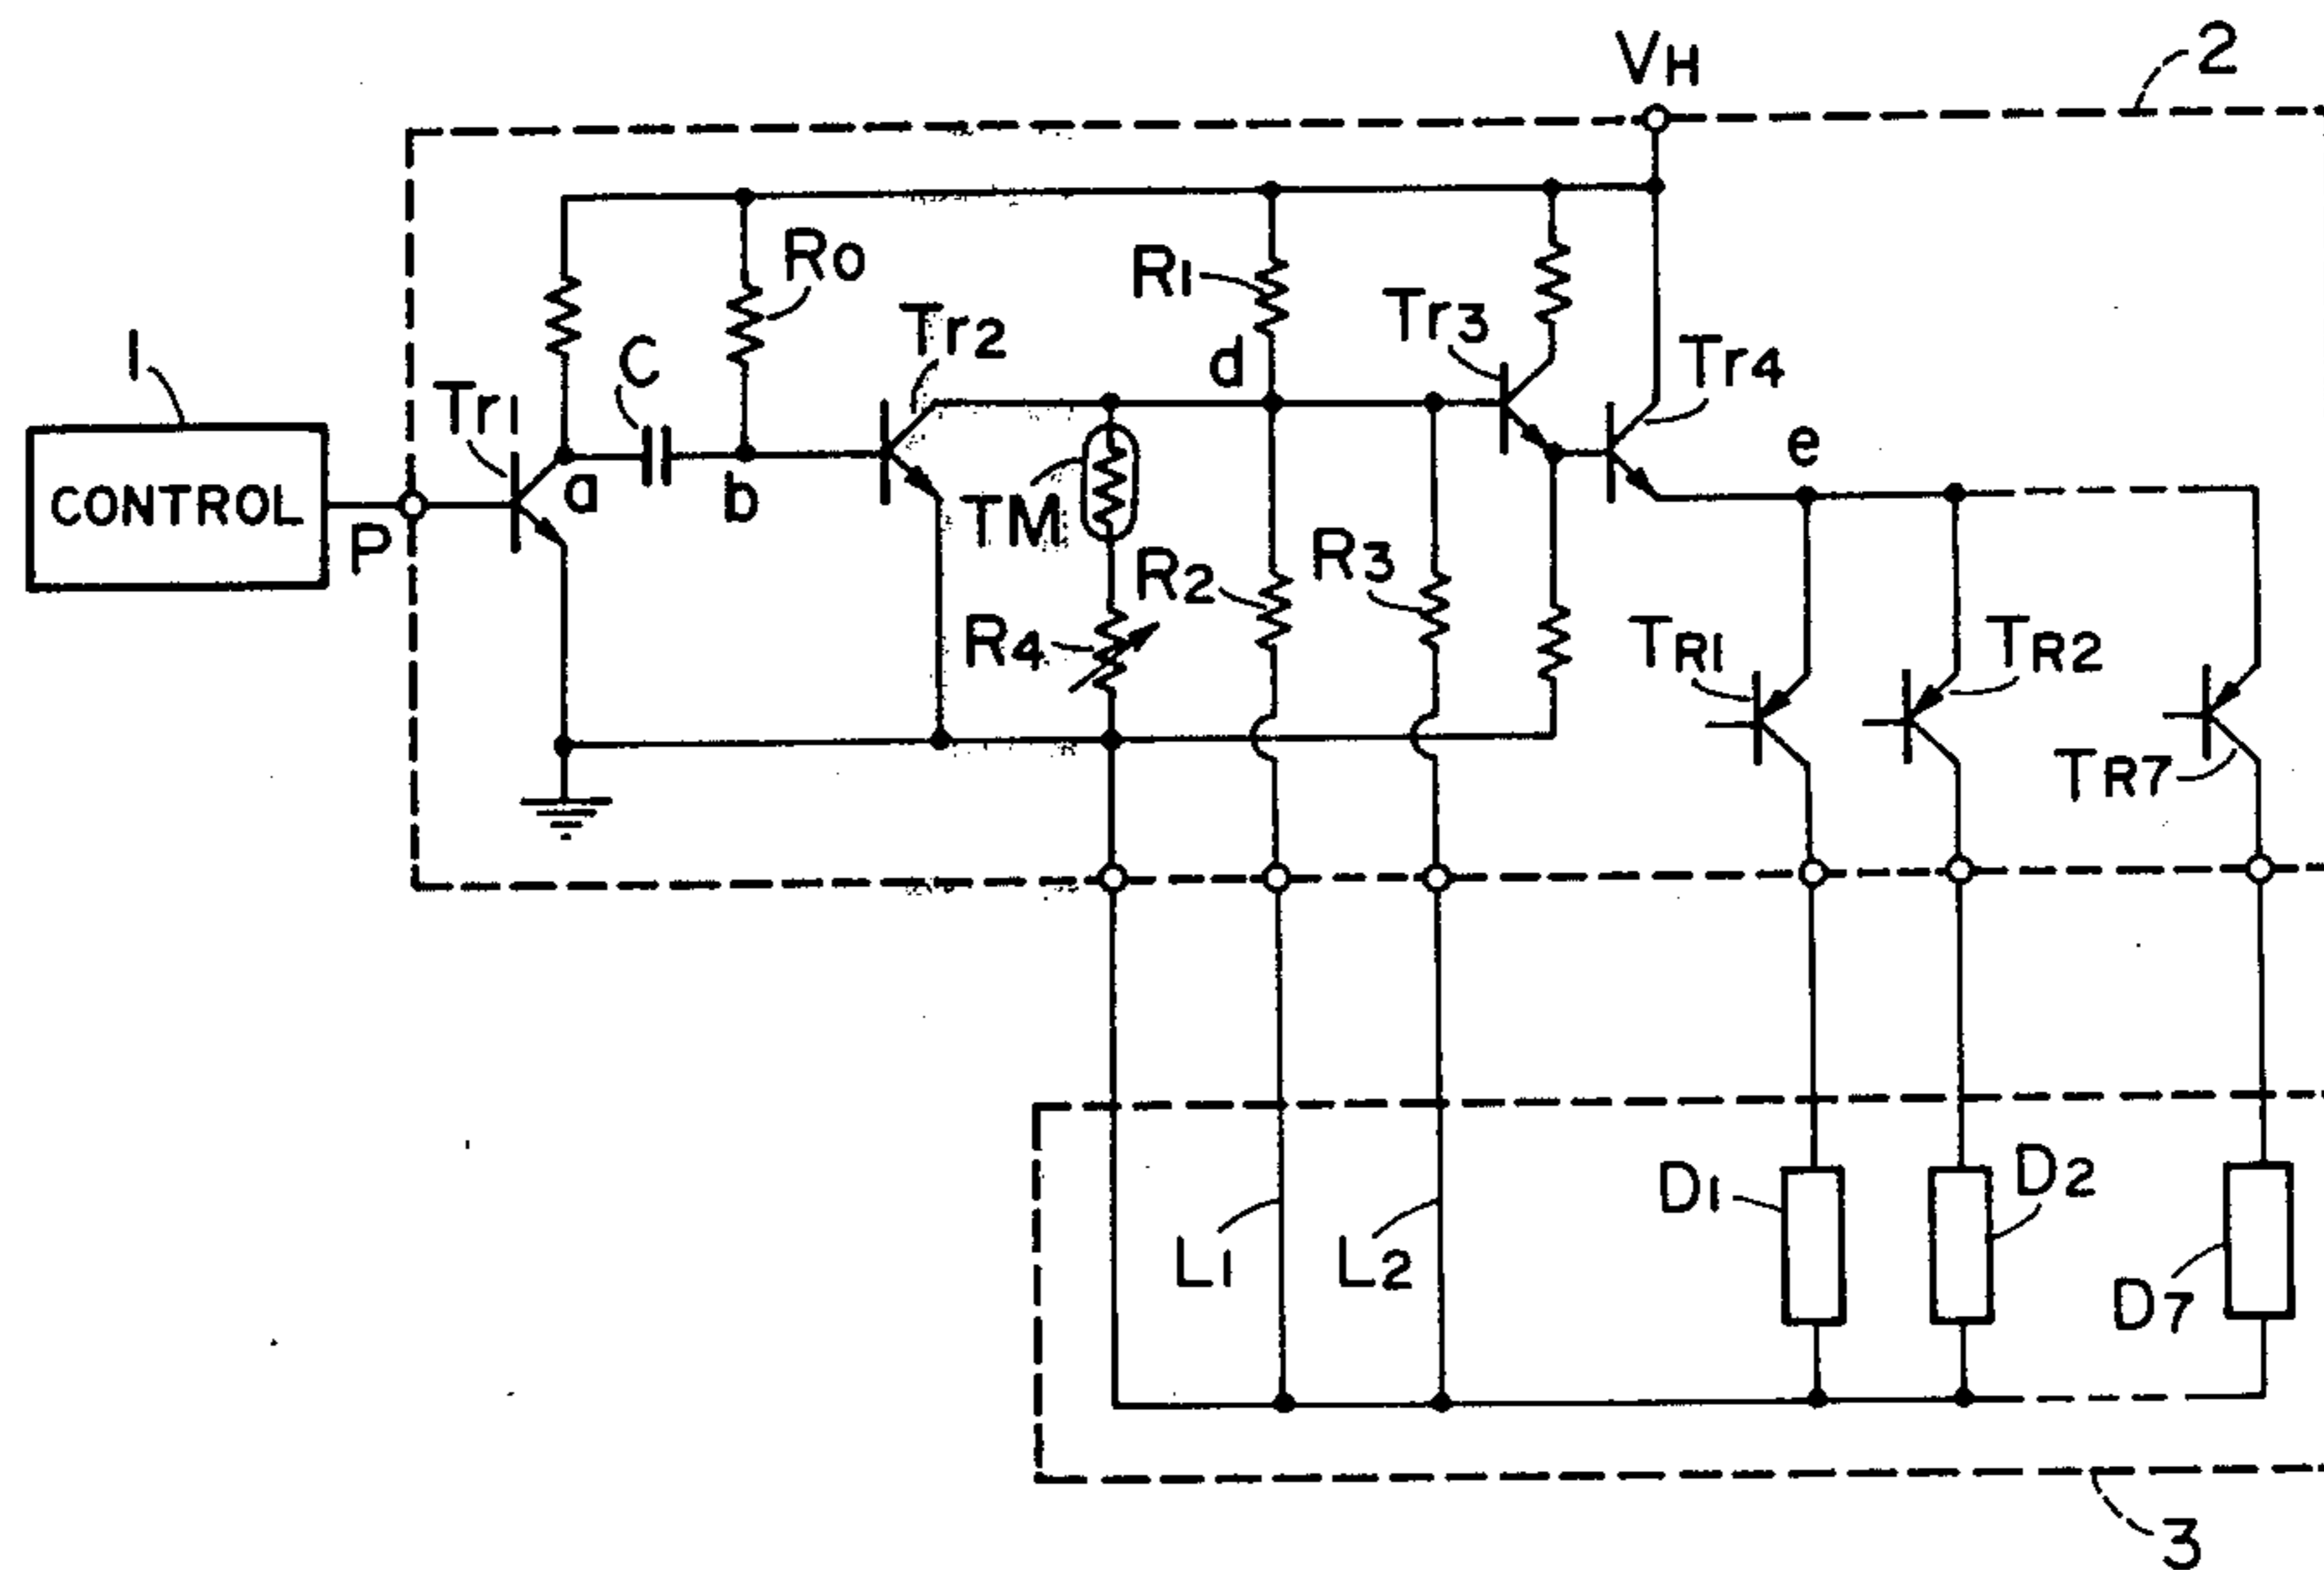 2
VH
R0
R1
Tr3
Tr4
1
C
Tr2
d
Tr1
e
CONTROL
P
a
b
TM
R2
R3
R4
TR1
TR2
TR7
D1
D2
L1
L2
D7
3